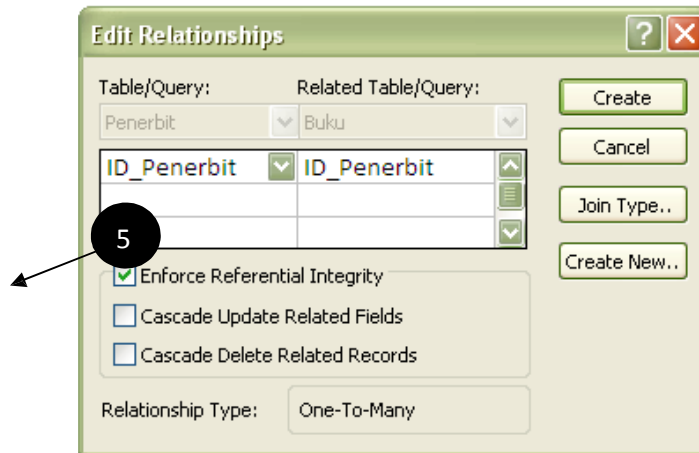 Edit Relationships
Table/Query: Related Table/Query:
Penerbit Buku
ID_Penerbit ID_Penerbit
5
Enforce Referential Integrity
Cascade Update Related Fields
Cascade Delete Related Records
Relationship Type: One-To-Many
Create
Cancel
Join Type..
Create New..